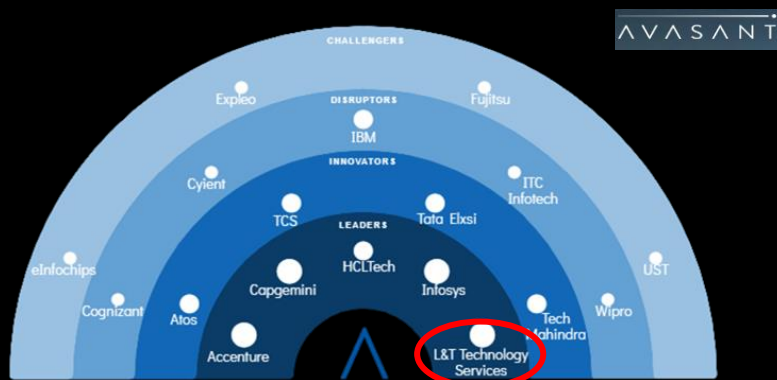 AVASANT
CHALLENGERS
Expleo
Fujitsu
DISRUPTORS
IBM
INNOVATORS
Cyient
ITC
Infotech
TCS
Tata Elxsi
LEADERS
HCLTech
eInfochips
UST
Capgemini
Infosys
Cognizant
Wipro
Atos
Tech
Mahindra
Accenture
L&T Technology
Services